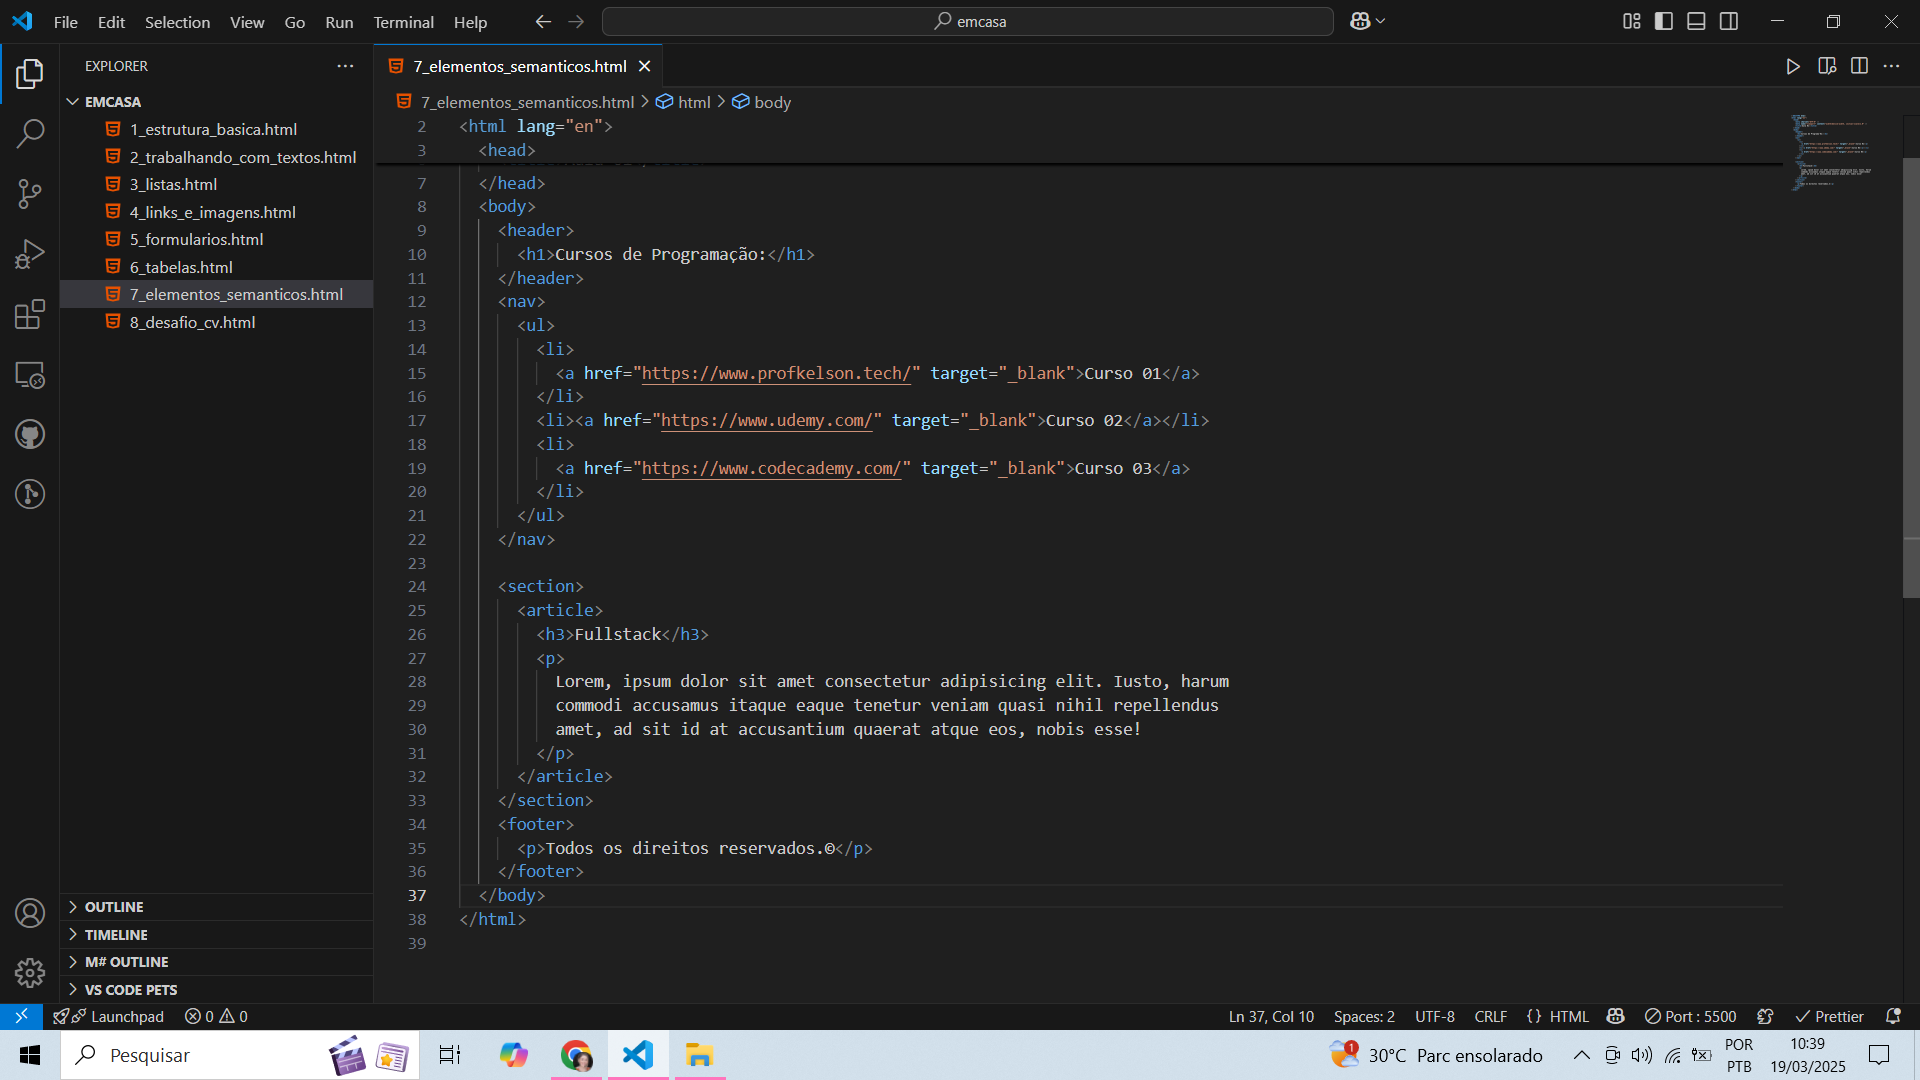 File Edit Selection View Go Run Terminal Help
emcasa
EXPLORER
7_elementos_semanticos.html
EMCASA
1_estrutura_basica.html
2_trabalhando_com_textos.html
3_listas.html
4_links_e_imagens.html
5_formularios.html
6_tabelas.html
7_elementos_semanticos.html
8_desafio_cv.html
OUTLINE
TIMELINE
M# OUTLINE
VS CODE PETS
7_elementos_semanticos.html > html > body
2 <html lang="en">
3 <head>
7 </head>
8 <body>
9 <header>
10 <h1>Cursos de Programação:</h1>
11 </header>
12 <nav>
13 <ul>
14 <li>
15 <a href="https://www.profkelson.tech/" target="_blank">Curso 01</a>
16 </li>
17 <li><a href="https://www.udemy.com/" target="_blank">Curso 02</a></li>
18 <li>
19 <a href="https://www.codecademy.com/" target="_blank">Curso 03</a>
20 </li>
21 </ul>
22 </nav>
23
24 <section>
25 <article>
26 <h3>Fullstack</h3>
27 <p>
28 Lorem, ipsum dolor sit amet consectetur adipisicing elit. Iusto, harum
29 commodi accusamus itaque eaque tenetur veniam quasi nihil repellendus
30 amet, ad sit id at accusantium quaerat atque eos, nobis esse!
31 </p>
32 </article>
33 </section>
34 <footer>
35 <p>Todos os direitos reservados.©</p>
36 </footer>
37 </body>
38 </html>
39
Launchpad 0 0 Ln 37, Col 10 Spaces: 2 UTF-8 CRLF {} HTML Port : 5500 Prettier
Pesquisar
1
30°C Parc ensolarado
POR
PTB
10:39
19/03/2025